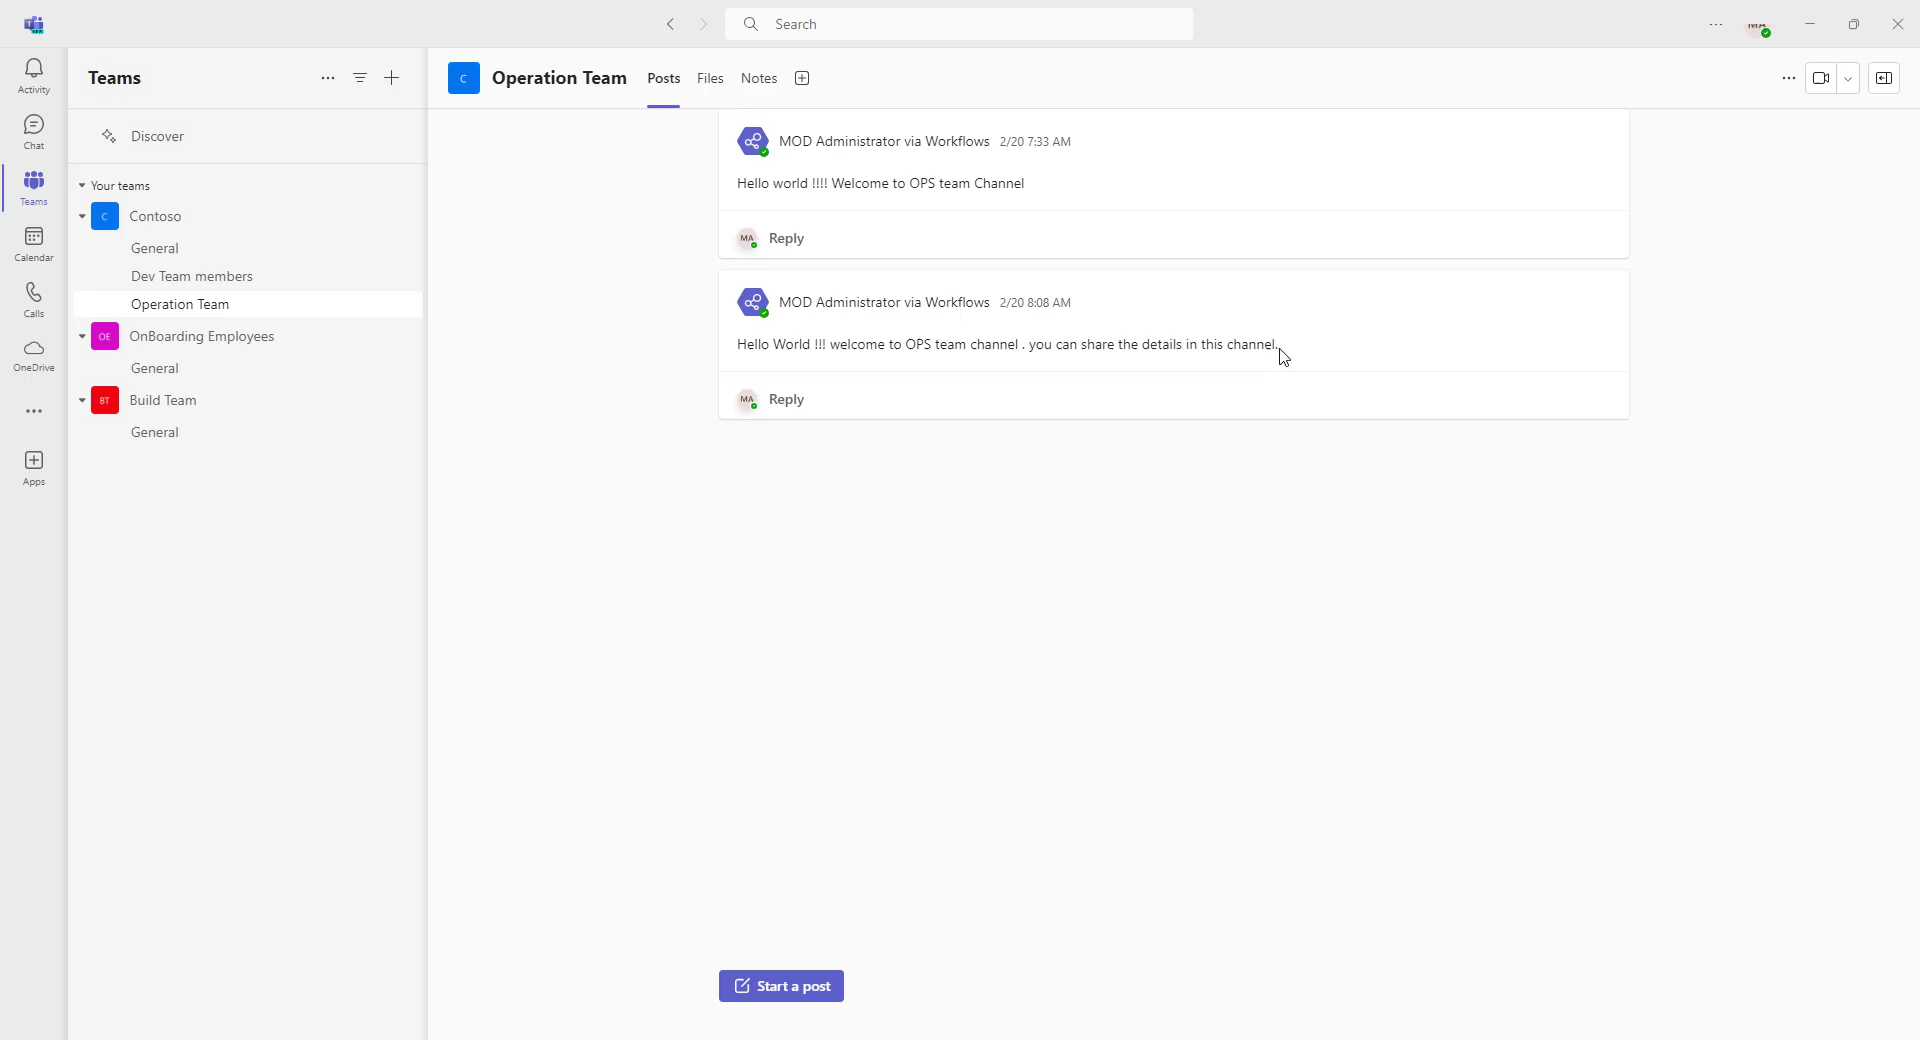 Search
Activity
Chat
Teams
Calendar
Calls
OneDrive
Apps
Teams
Discover
Your teams
C Contoso
General
Dev Team members
Operation Team
OE OnBoarding Employees
General
BT Build Team
General
C Operation Team Posts Files Notes
MOD Administrator via Workflows 2/20 7:33 AM
Hello world !!!! Welcome to OPS team Channel
MA Reply
MOD Administrator via Workflows 2/20 8:08 AM
Hello World !!! welcome to OPS team channel . you can share the details in this channel.
MA Reply
Start a post